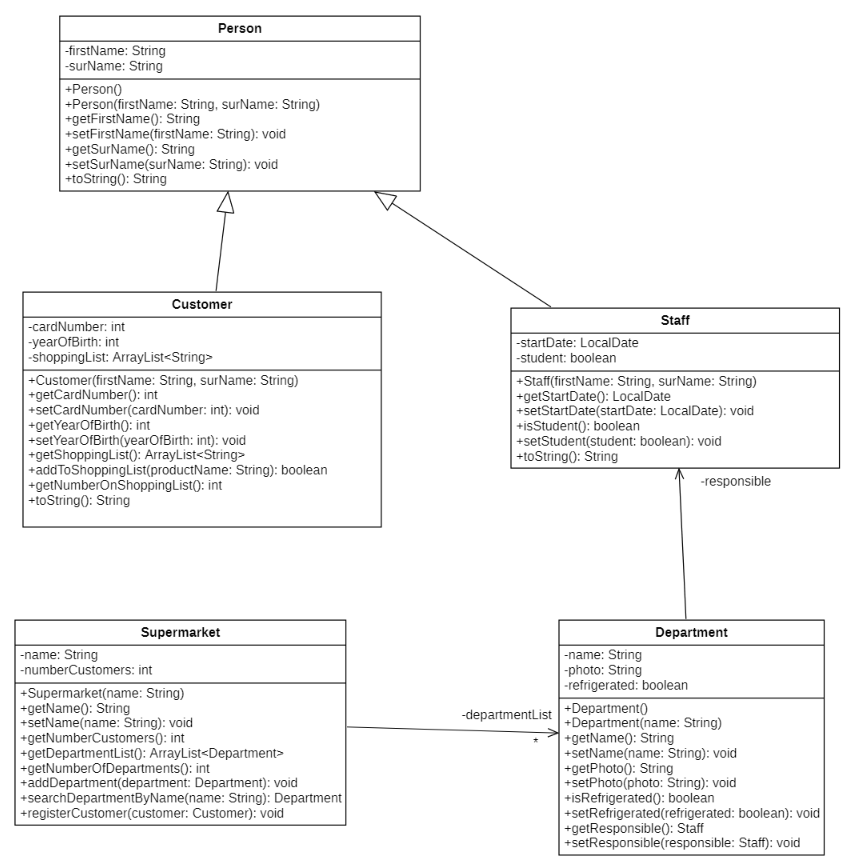 Person
-firstName: String
-surName: String
+Person()
+Person(firstName: String, surName: String)
+getFirstName(): String
+setFirstName(firstName: String): void
+getSurName(): String
+setSurName(surName: String): void
+toString(): String
Customer
-cardNumber: int
-yearOfBirth: int
-shoppingList: ArrayList<String>
+Customer(firstName: String, surName: String)
+getCardNumber(): int
+setCardNumber(cardNumber: int): void
+getYearOfBirth(): int
+setYearOfBirth(yearOfBirth: int): void
+getShoppingList(): ArrayList<String>
+addToShoppingList(productName: String): boolean
+getNumberOnShoppingList(): int
+toString(): String
Staff
-startDate: LocalDate
-student: boolean
+Staff(firstName: String, surName: String)
+getStartDate(): LocalDate
+setStartDate(startDate: LocalDate): void
+isStudent(): boolean
+setStudent(student: boolean): void
+toString(): String
-responsible
Supermarket
-name: String
-numberCustomers: int
+Supermarket(name: String)
+getName(): String
+setName(name: String): void
+getNumberCustomers(): int
+getDepartmentList(): ArrayList<Department>
+getNumberOfDepartments(): int
+addDepartment(department: Department): void
+searchDepartmentByName(name: String): Department
+registerCustomer(customer: Customer): void
-departmentList
*
Department
-name: String
-photo: String
-refrigerated: boolean
+Department()
+Department(name: String)
+getName(): String
+setName(name: String): void
+getPhoto(): String
+setPhoto(photo: String): void
+isRefrigerated(): boolean
+setRefrigerated(refrigerated: boolean): void
+getResponsible(): Staff
+setResponsible(responsible: Staff): void